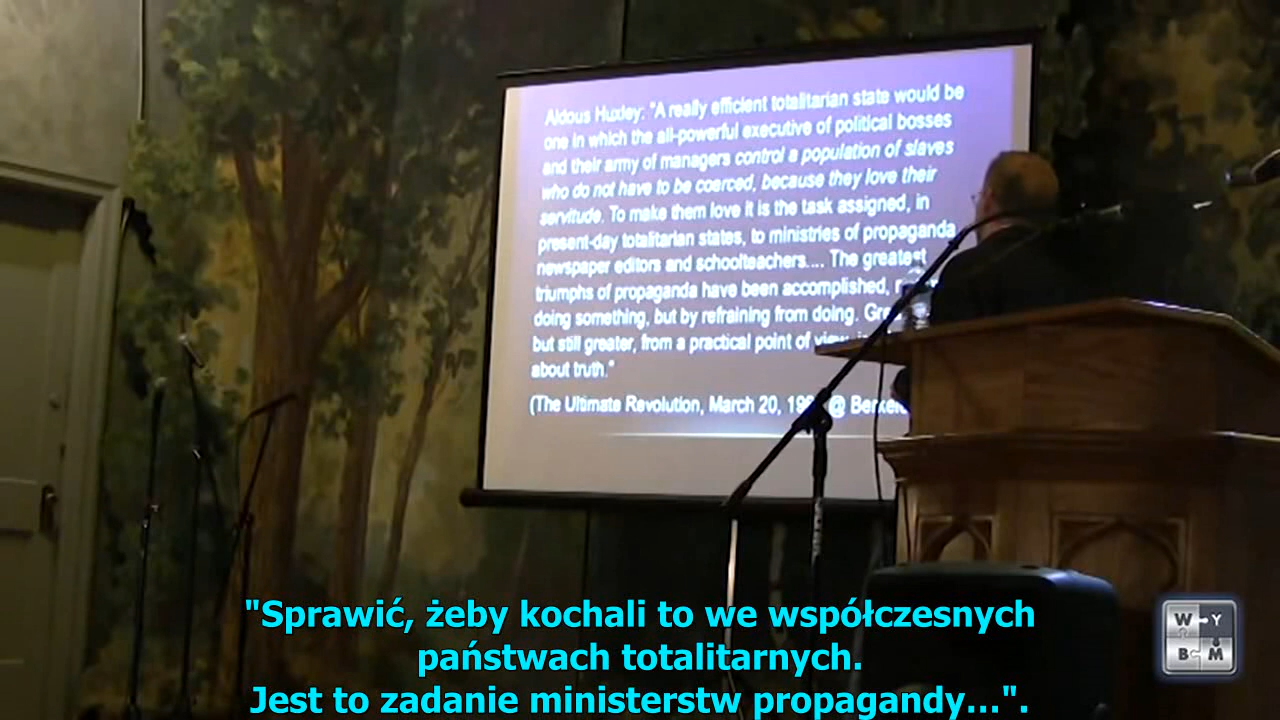 Aldous Huxley: "A really efficient totalitarian state would be
one in which the all-powerful executive of political bosses
and their army of managers control a population of slaves
who do not have to be coerced, because they love their
servitude. To make them love it is the task assigned, in
present-day totalitarian states, to ministries of propaganda
newspaper editors and schoolteachers.... The greatest
triumphs of propaganda have been accomplished,
doing something, but by refraining from doing.
but still greater, from a practical point of
about truth."
(The Ultimate Revolution, March 20, @
"Sprawić, żeby kochali to we współczesnych
państwach totalitarnych.
Jest to zadanie ministerstw propagandy...".
W Y
B M